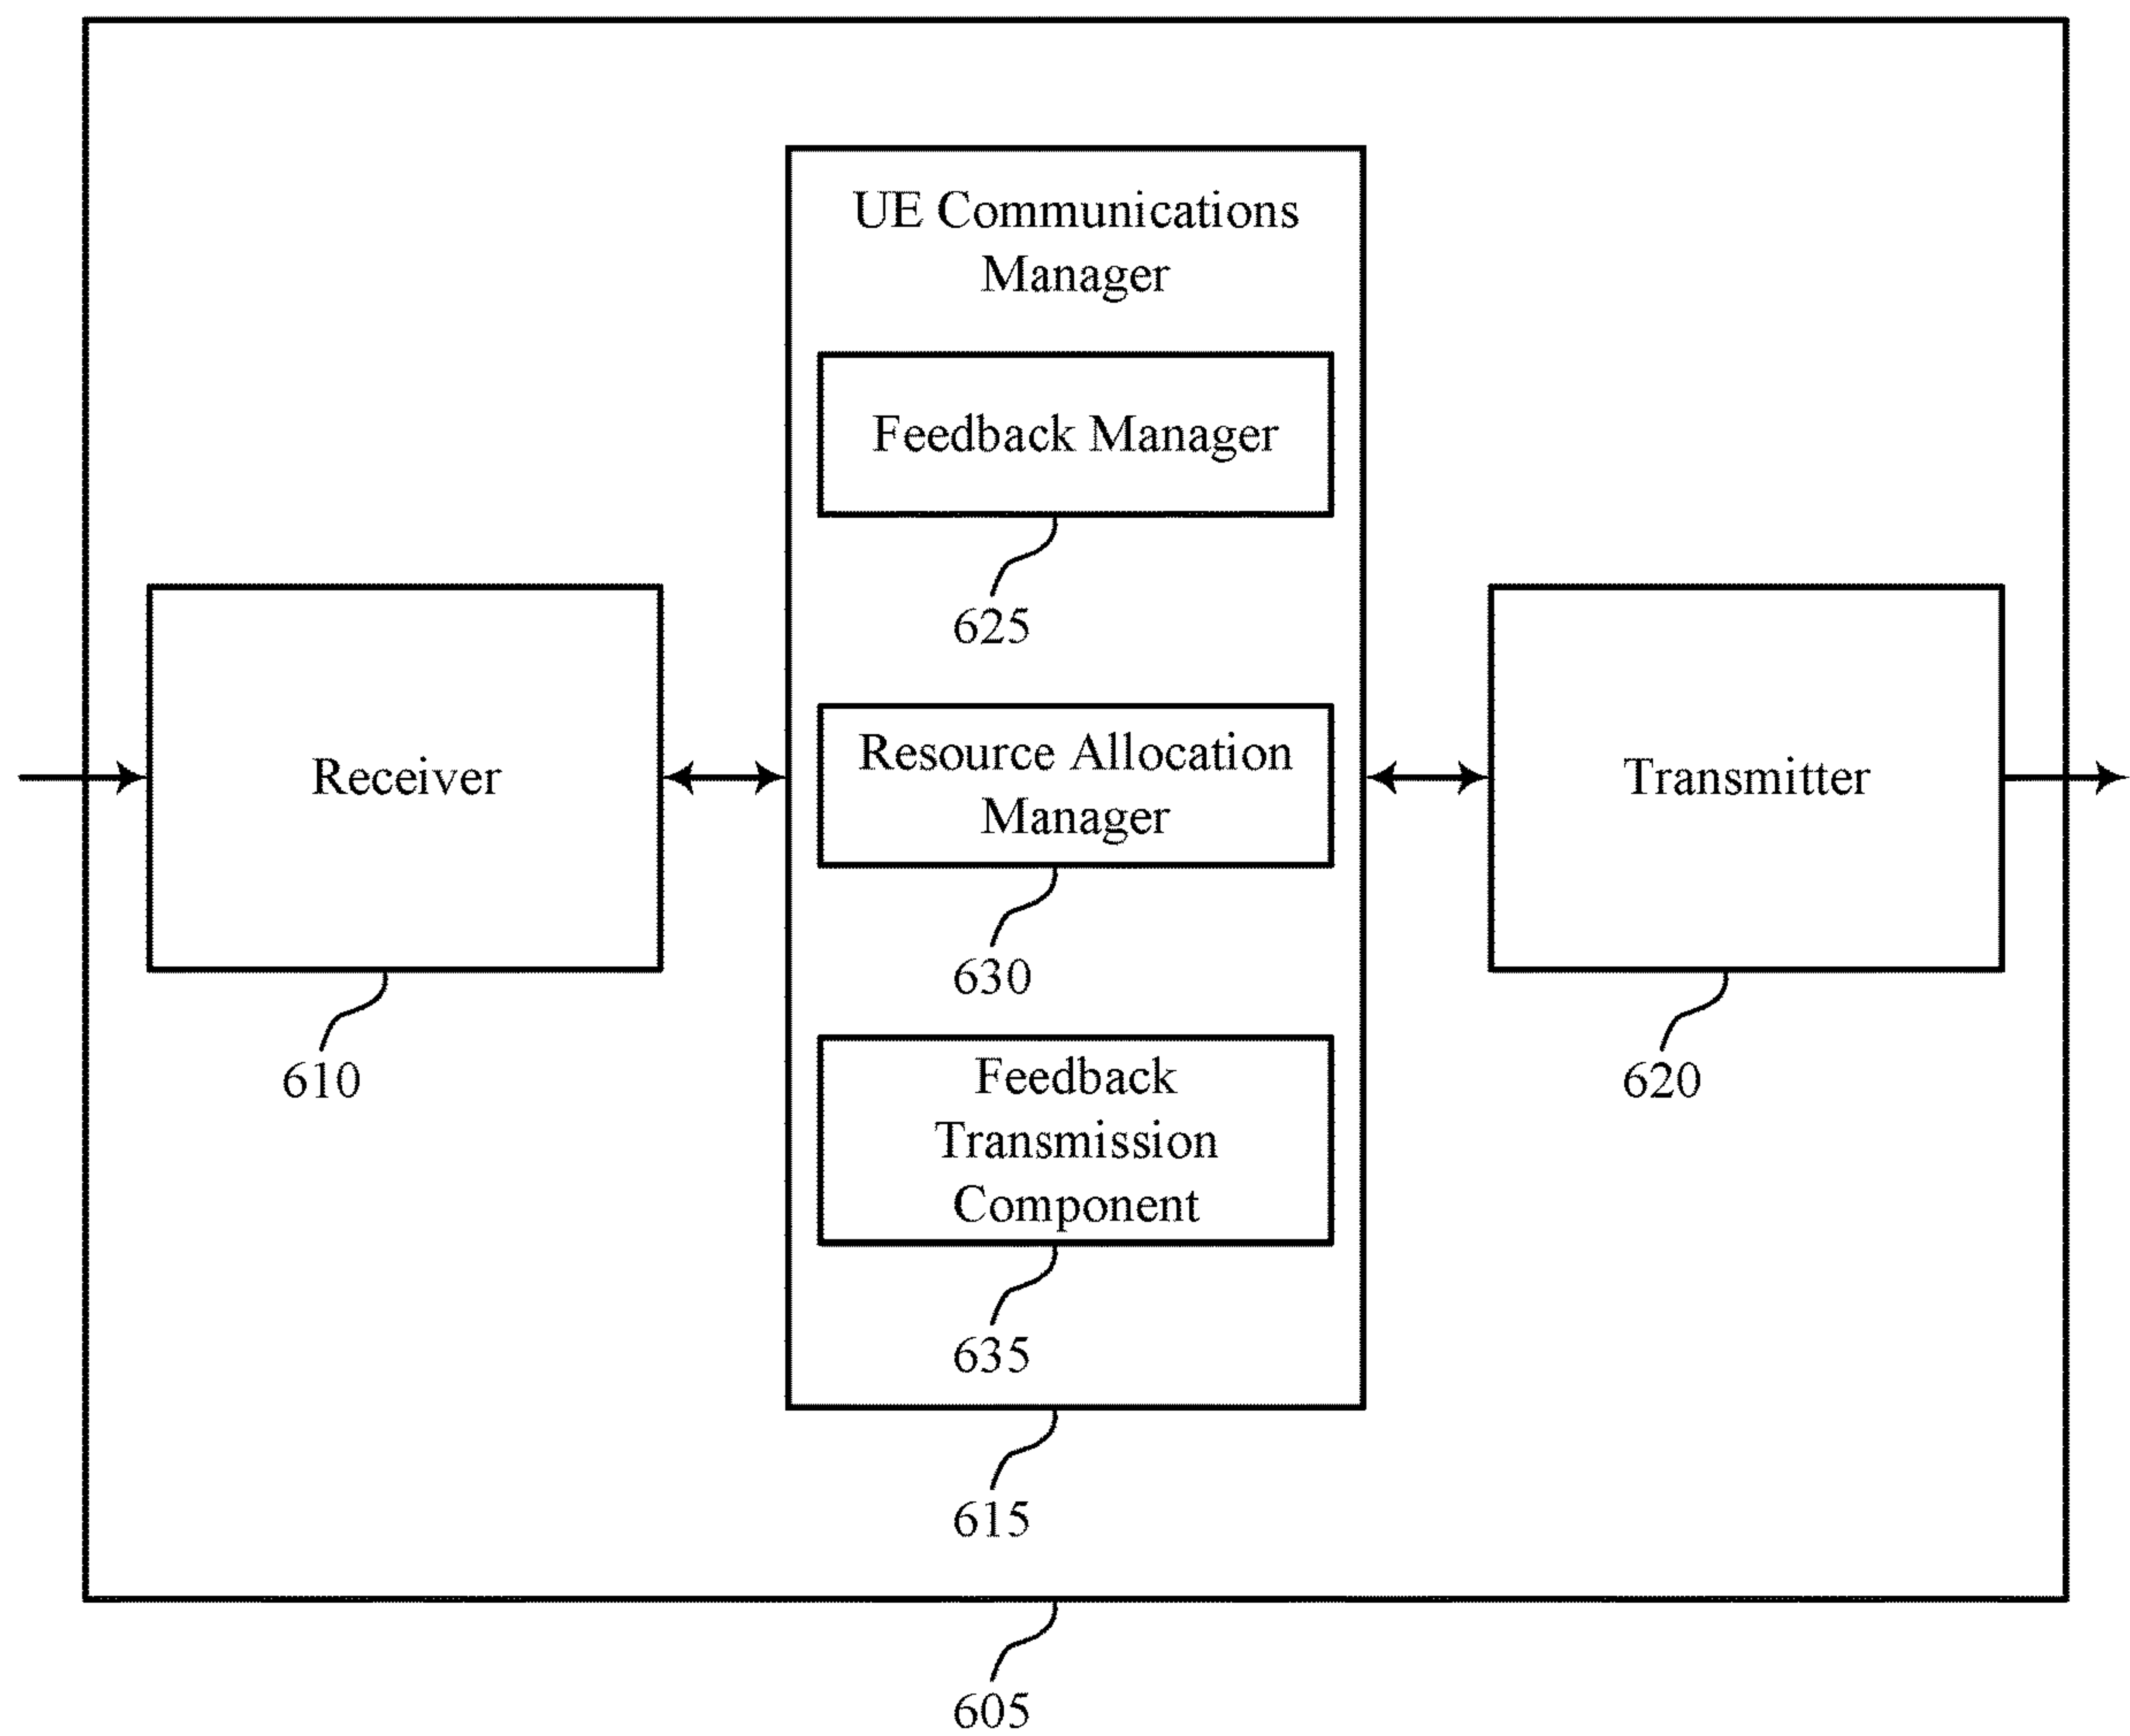 UE Communications
Manager
Feedback Manager
625
Receiver
610
Resource Allocation
Manager
630
Transmitter
620
Feedback
Transmission
Component
635
615
605